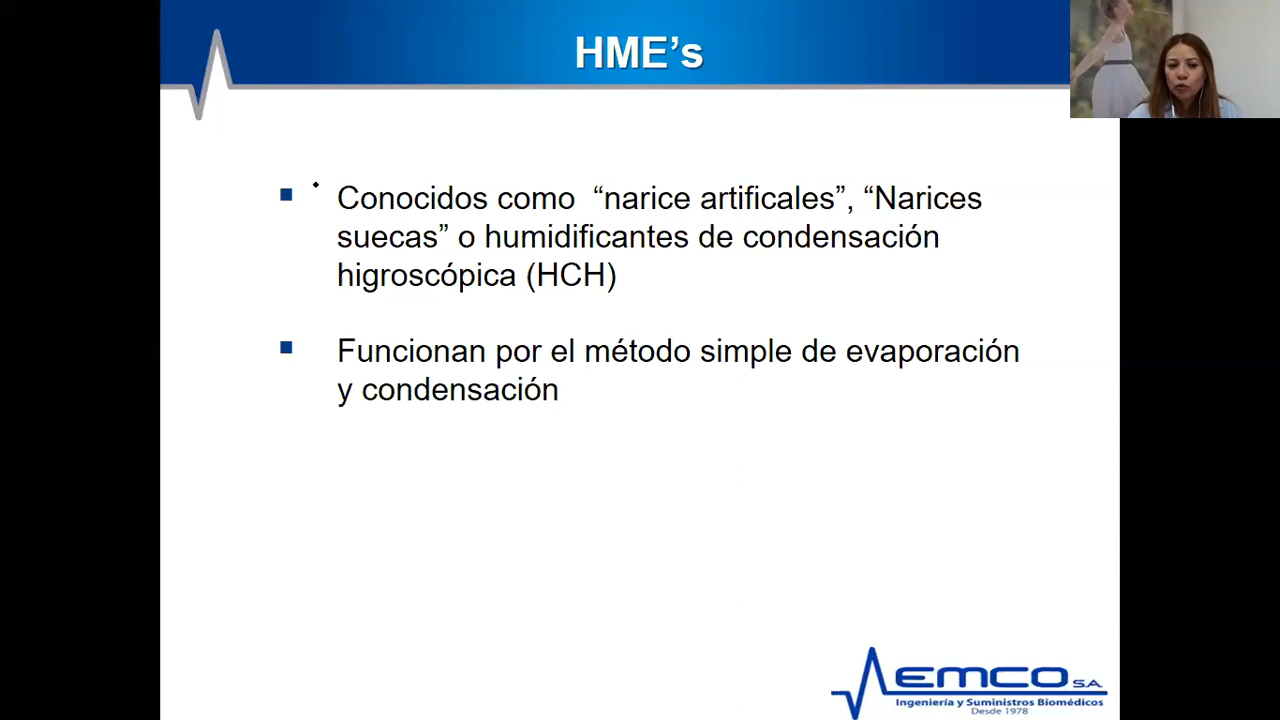 HME’s
Conocidos como “narice artificales”, “Narices
suecas” o humidificantes de condensación
higroscópica (HCH)
Funcionan por el método simple de evaporación
y condensación
EMCO S.A.
Ingeniería y Suministros Biomédicos
Desde 1978